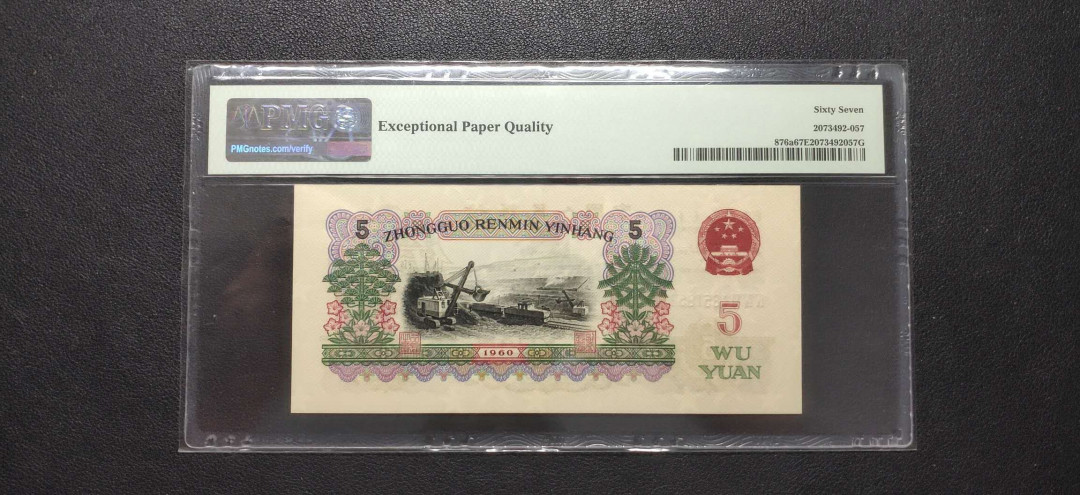 PMG
PMGnotes.com/verify
Exceptional Paper Quality
Sixty Seven
2073492-057
876a67E2073492057G
5 ZHONGGUO RENMIN YINHANG 5
1960
5
WU
YUAN